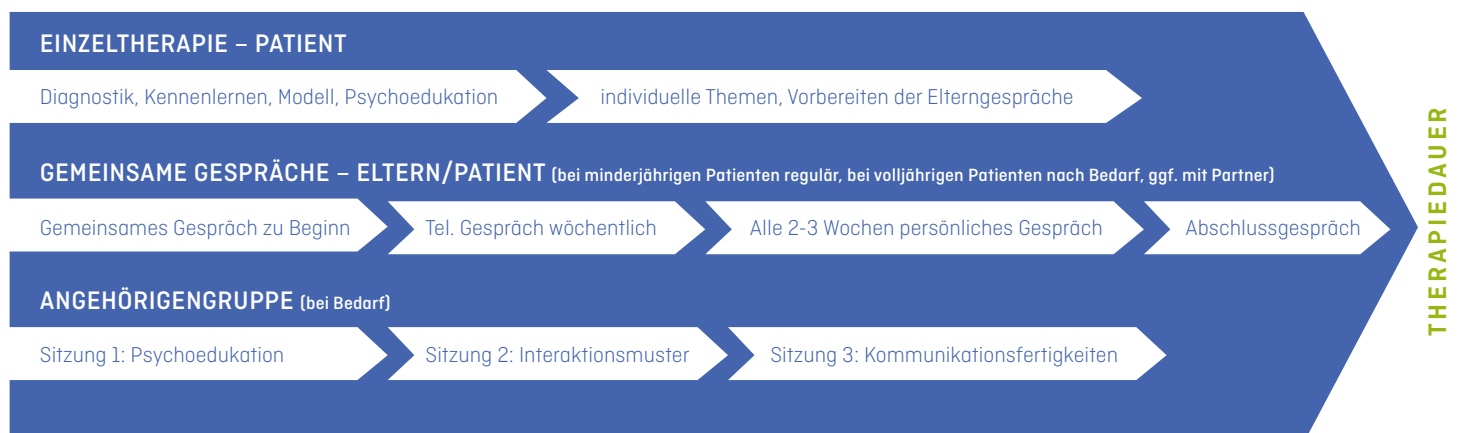 EINZELTHERAPIE – PATIENT
Diagnostik, Kennenlernen, Modell, Psychoedukation
individuelle Themen, Vorbereiten der Elterngespräche
GEMEINSAME GESPRÄCHE – ELTERN/PATIENT (bei minderjährigen Patienten regulär, bei volljährigen Patienten nach Bedarf, ggf. mit Partner)
Gemeinsames Gespräch zu Beginn
Tel. Gespräch wöchentlich
Alle 2-3 Wochen persönliches Gespräch
Abschlussgespräch
ANGEHÖRIGENGRUPPE (bei Bedarf)
Sitzung 1: Psychoedukation
Sitzung 2: Interaktionsmuster
Sitzung 3: Kommunikationsfertigkeiten
THERAPIEDAUER